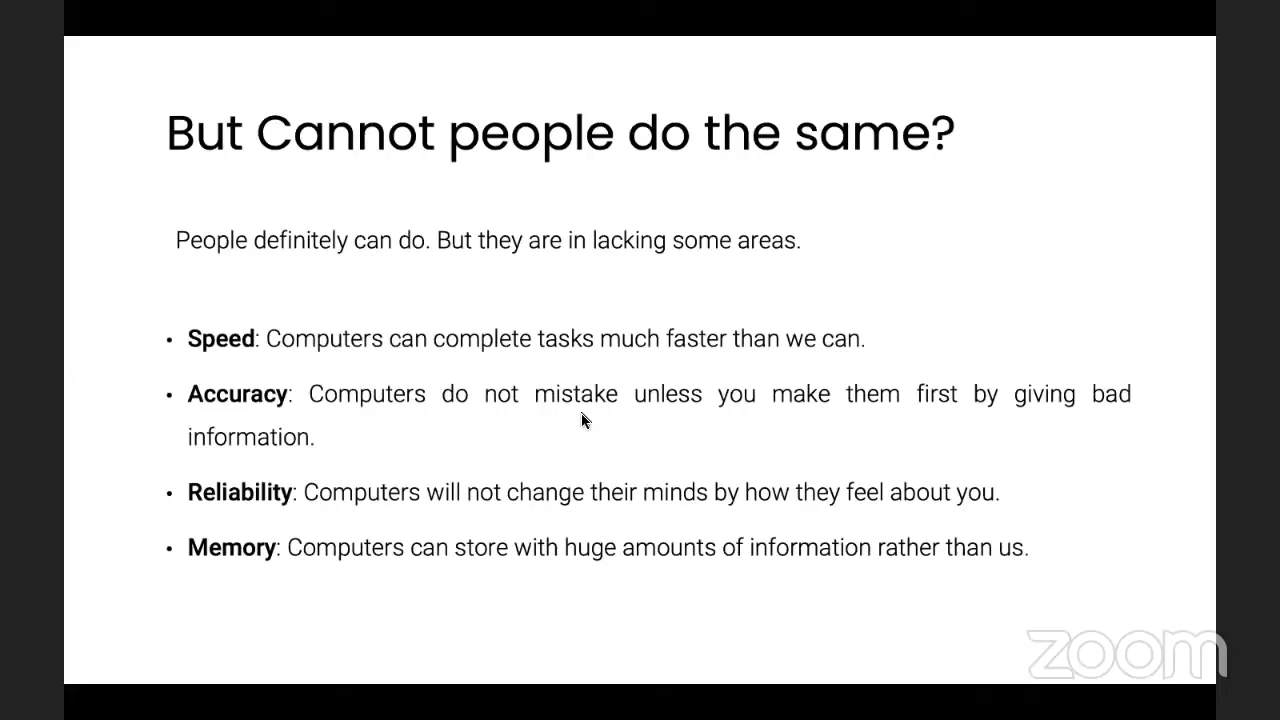 But Cannot people do the same?
People definitely can do. But they are in lacking some areas.
• Speed: Computers can complete tasks much faster than we can.
• Accuracy: Computers do not mistake unless you make them first by giving bad
information.
• Reliability: Computers will not change their minds by how they feel about you.
• Memory: Computers can store with huge amounts of information rather than us.
zoom